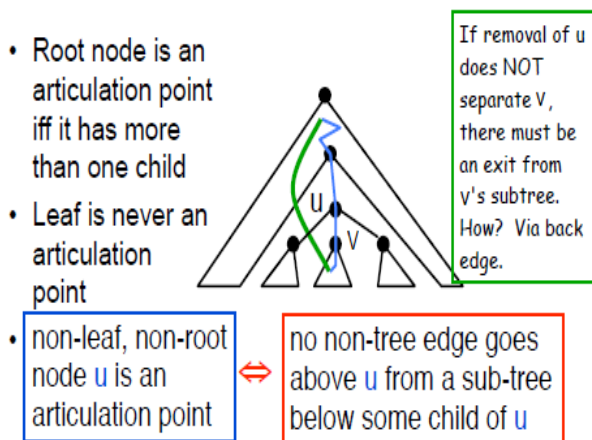 • Root node is an
articulation point
iff it has more
than one child
• Leaf is never an
articulation
point
• non-leaf, non-root
node u is an
articulation point
⇔
no non-tree edge goes
above u from a sub-tree
below some child of u
u
v
If removal of u
does NOT
separate V,
there must be
an exit from
V's subtree.
How? Via back
edge.